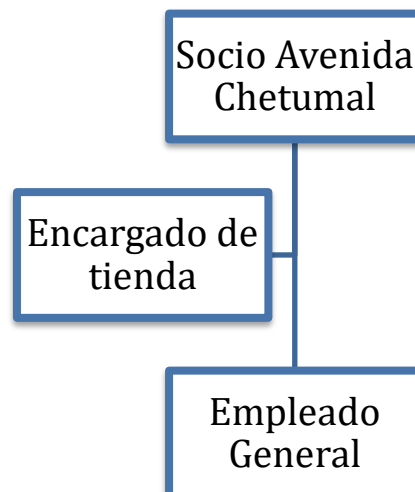 Socio Avenida
Chetumal
Encargado de
tienda
Empleado
General